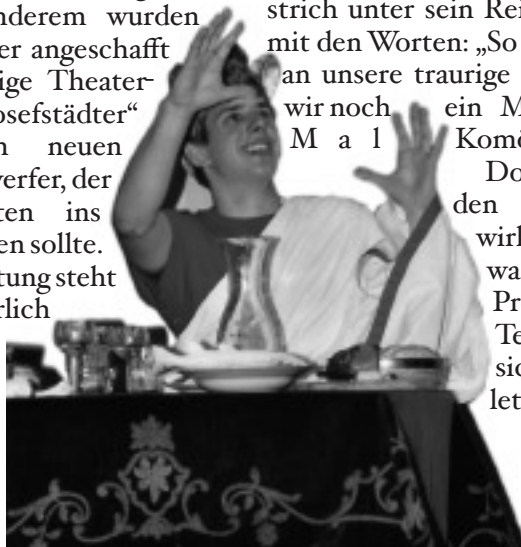 anderem wurden
er angeschafft
ige Theater-
osefstädter“
neuen
werfer, der
ten ins
en sollte.
tung steht
rlich
strich unter sein Rei
mit den Worten: „So
an unsere traurige
wir noch ein M
M a l Kome
Do
den
wirk
wa
Pr
Te
sic
let